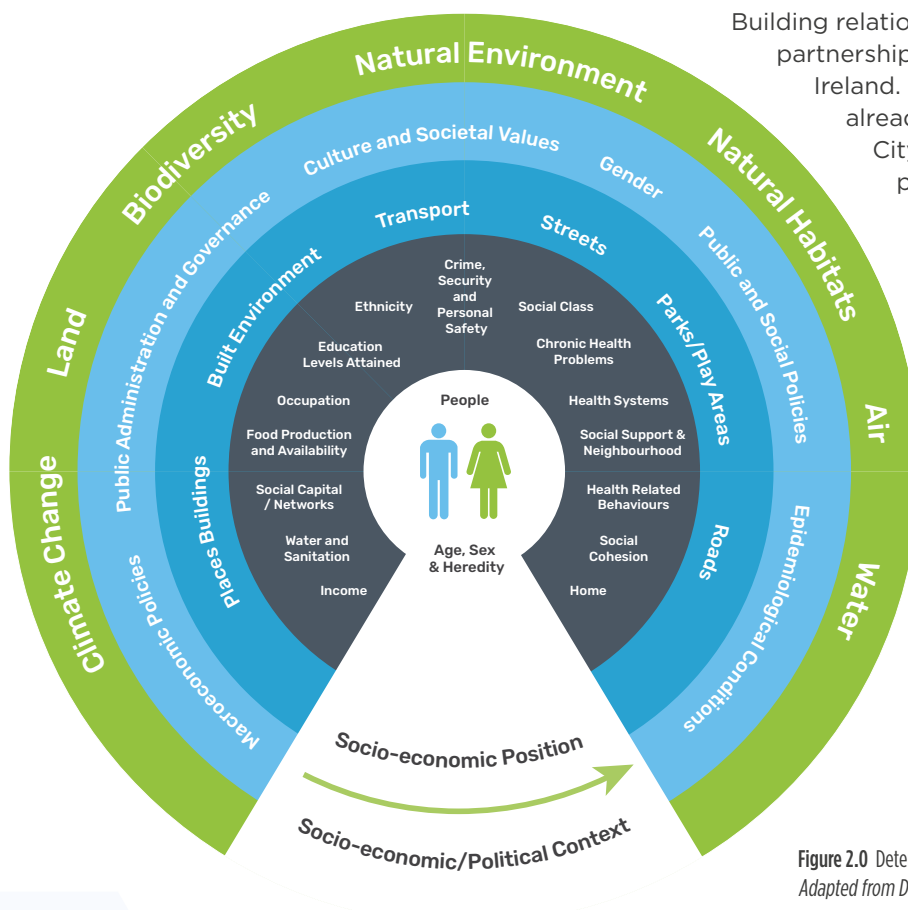 Building relatio
partnership
Ireland.
alread
City
p
Natural Environment
Biodiversity
Natural Habitats
Land
Air
Climate Change
Water
Culture and Societal Values
Gender
Public Administration and Governance
Public and Social Policies
Macroeconomic Policies
Epidemiological Conditions
Transport
Streets
Built Environment
Parks/Play Areas
Places Buildings
Roads
Crime,
Security
and
Personal
Safety
Ethnicity
Social Class
Education
Levels Attained
Chronic Health
Problems
Occupation
Health Systems
Food Production
and Availability
Social Support &
Neighbourhood
Social Capital
/ Networks
Health Related
Behaviours
Water and
Sanitation
Social
Cohesion
Income
Home
People
Age, Sex
& Heredity
Socio-economic Position
Socio-economic/Political Context
Figure 2.0 Dete
Adapted from D